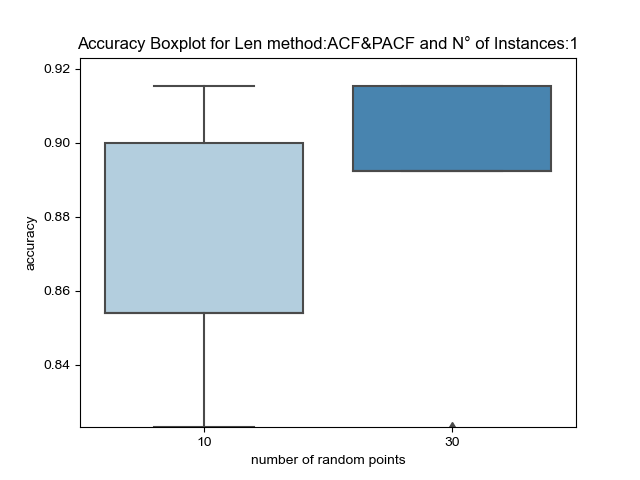 Accuracy Boxplot for Len method:ACF&PACF and N° of Instances:1
0.92
0.90
0.88
0.86
0.84
accuracy
10 30
number of random points